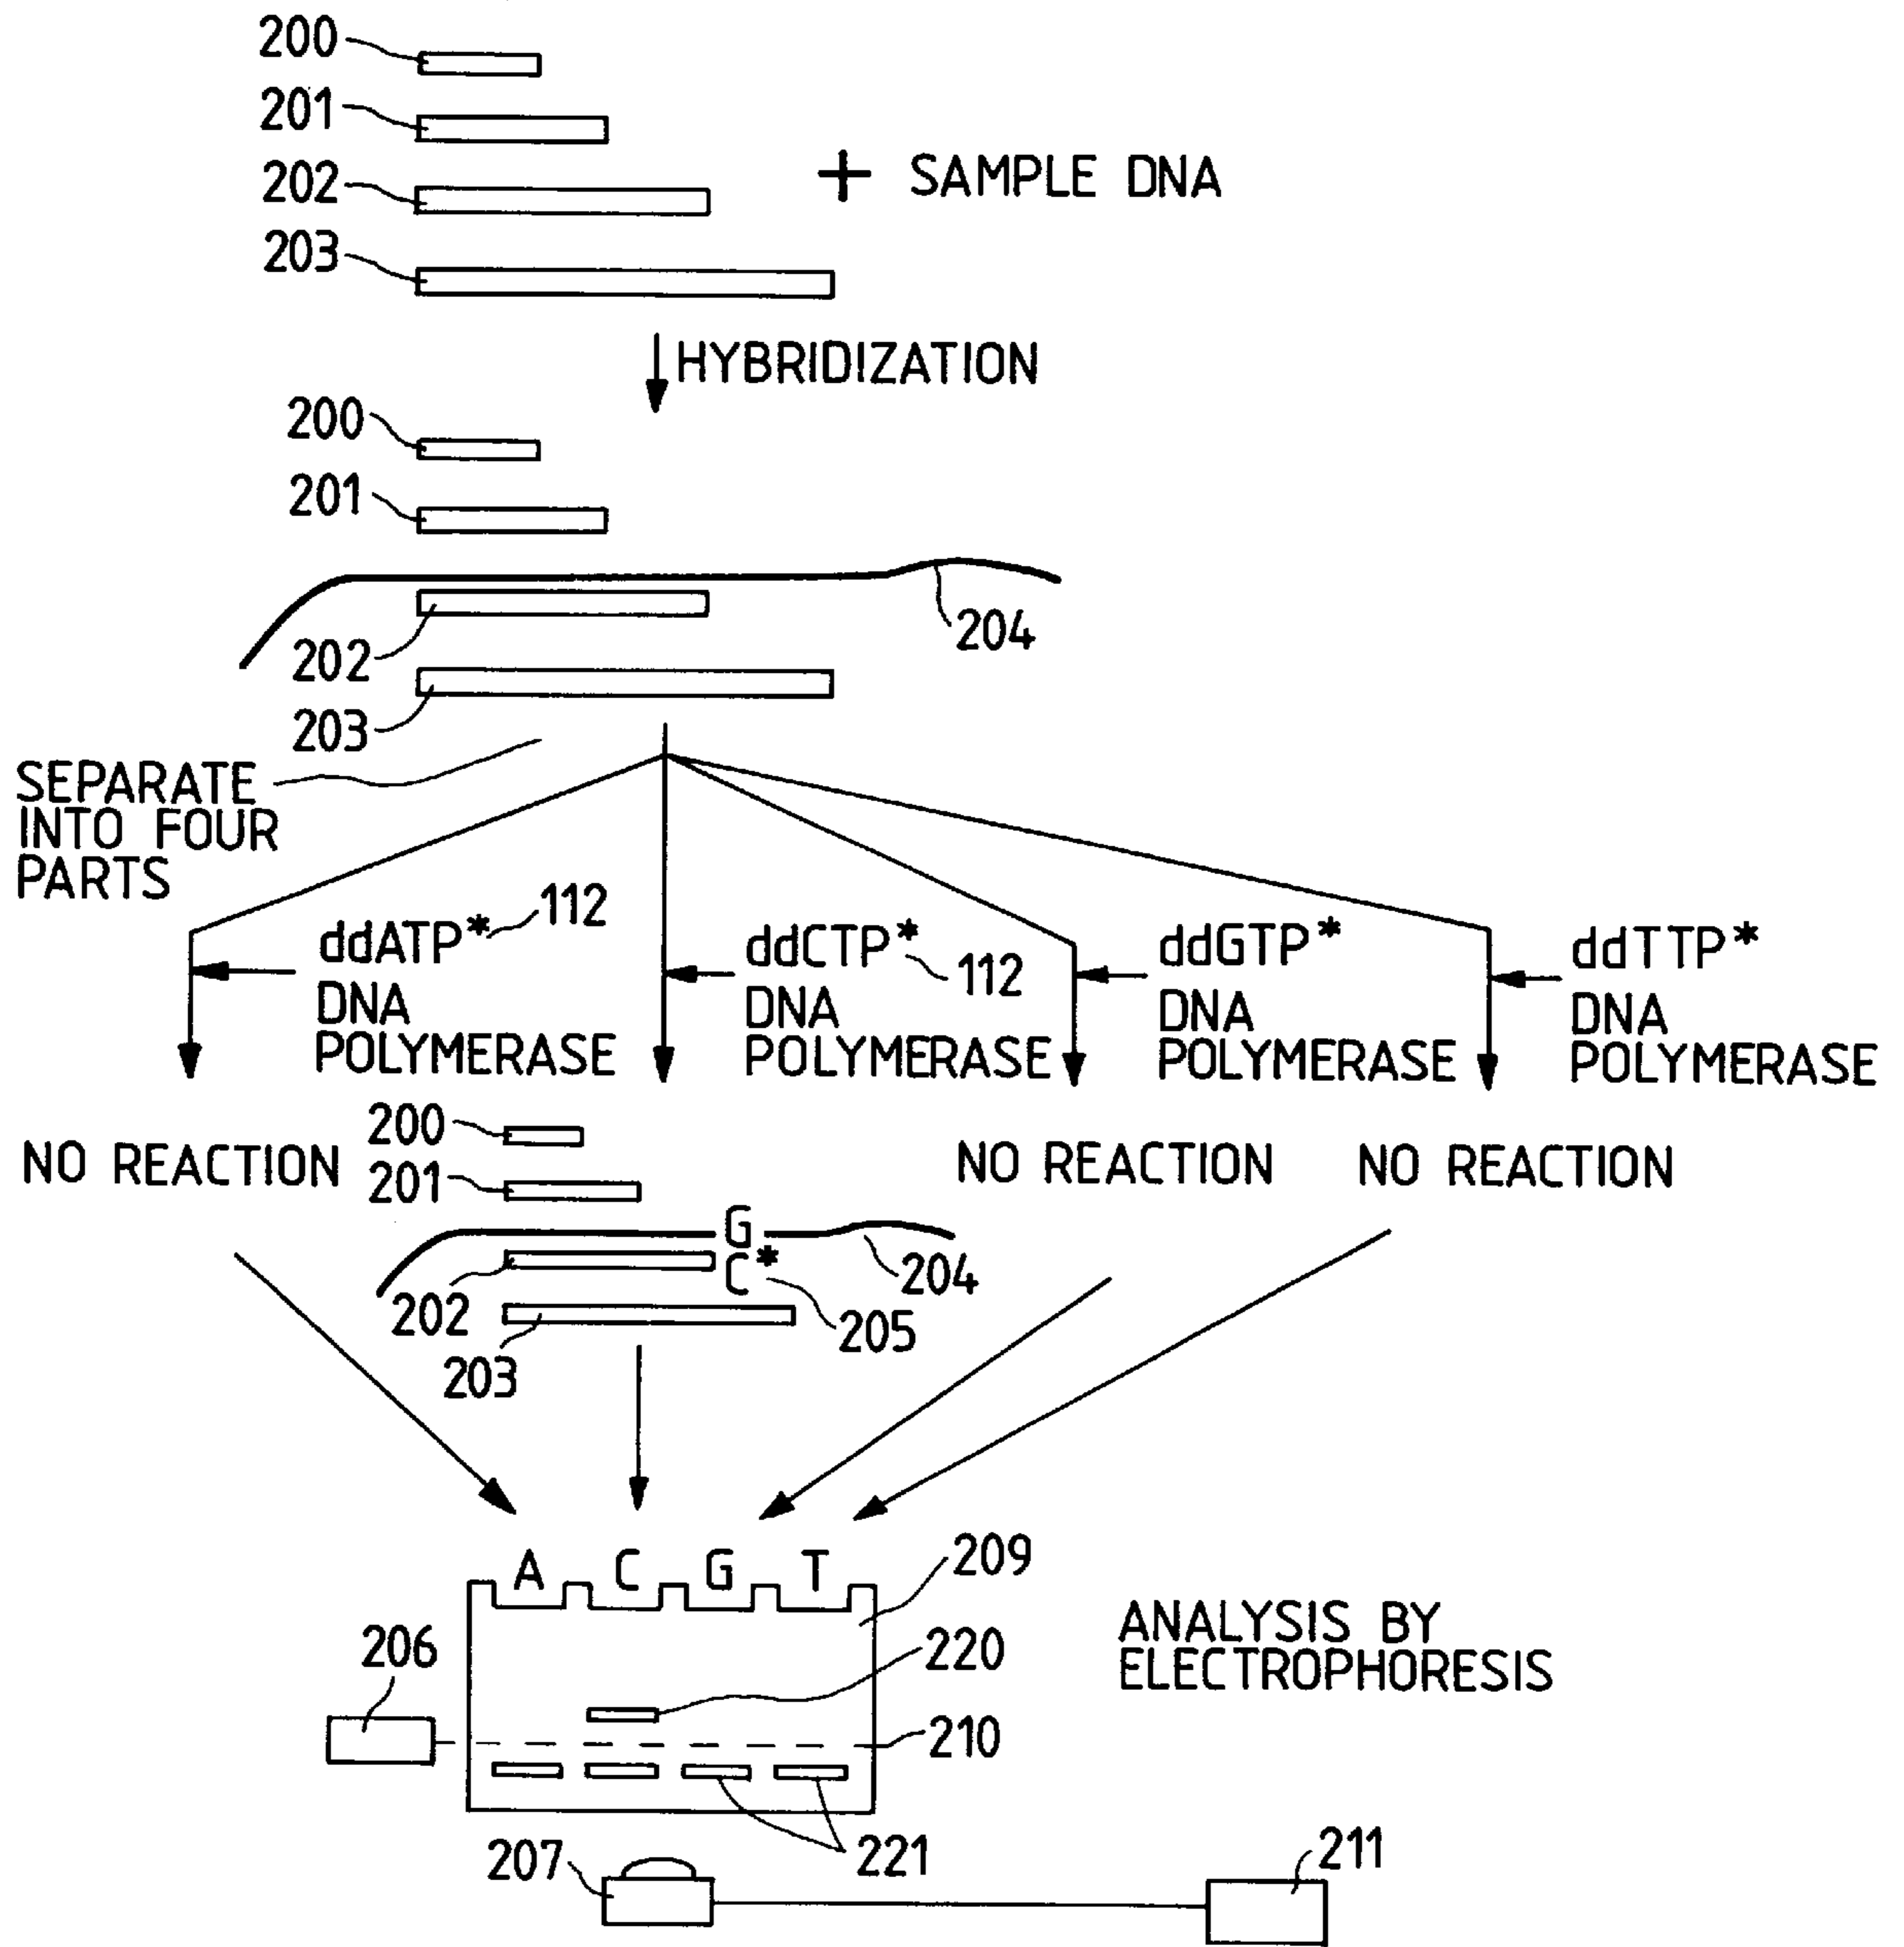 200
201
202
203
+ SAMPLE DNA
HYBRIDIZATION
200
201
204
202
203
SEPARATE
INTO FOUR
PARTS
ddATP* 112
DNA
POLYMERASE
ddCTP* 112
DNA
POLYMERASE
ddGTP*
DNA
POLYMERASE
ddTTP*
DNA
POLYMERASE
NO REACTION
200
201
G
C*
202
203
204
205
NO REACTION
NO REACTION
A C G T
209
220
206
210
221
207
211
ANALYSIS BY
ELECTROPHORESIS